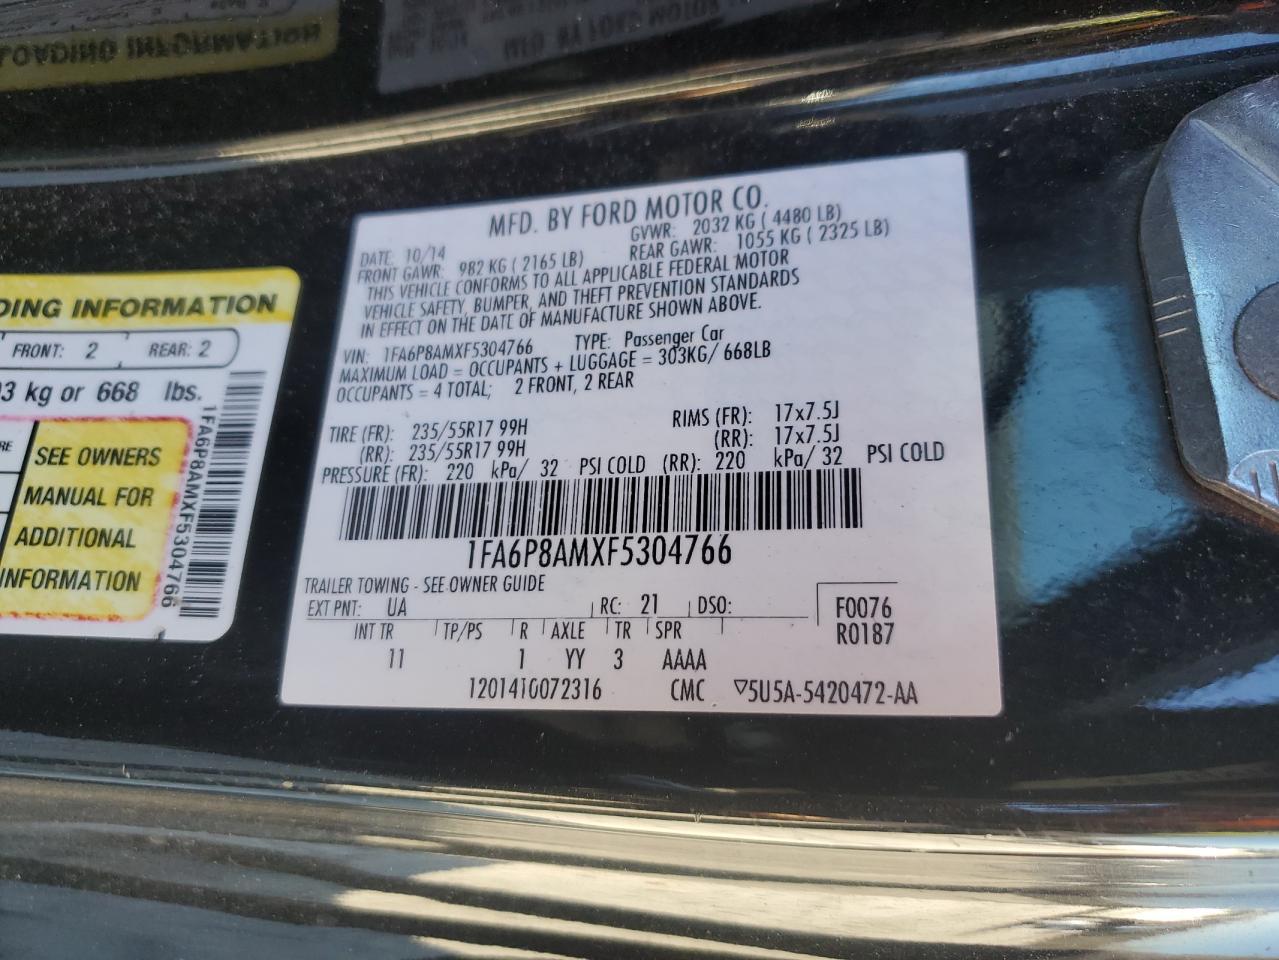 MFD. BY FORD MOTOR CO.
DATE: 10/14 GVWR: 2032 KG ( 4480 LB)
FRONT GAWR: 982 KG ( 2165 LB) REAR GAWR: 1055 KG ( 2325 LB)
THIS VEHICLE CONFORMS TO ALL APPLICABLE FEDERAL MOTOR
VEHICLE SAFETY, BUMPER, AND THEFT PREVENTION STANDARDS
IN EFFECT ON THE DATE OF MANUFACTURE SHOWN ABOVE.
VIN: 1FA6P8AMXF5304766 TYPE: Passenger Car
MAXIMUM LOAD = OCCUPANTS + LUGGAGE = 303KG/ 668LB
OCCUPANTS = 4 TOTAL; 2 FRONT, 2 REAR
TIRE (FR): 235/55R17 99H RIMS (FR): 17x7.5J
(RR): 235/55R17 99H (RR): 17x7.5J
PRESSURE (FR): 220 kPa/ 32 PSI COLD (RR): 220 kPa/ 32 PSI COLD
1FA6P8AMXF5304766
TRAILER TOWING - SEE OWNER GUIDE
EXT PNT: UA RC: 21 DSO: F0076
INT TR TP/PS R AXLE TR SPR R0187
11 1 YY 3 AAAA
1201410072316 CMC ▽5U5A-5420472-AA
DING INFORMATION
FRONT: 2 REAR: 2
03 kg or 668 lbs.
SEE OWNERS
MANUAL FOR
ADDITIONAL
INFORMATION
1FA6P8AMXF5304766
LOADING INFORMATION
MFD BY FORD MOTOR